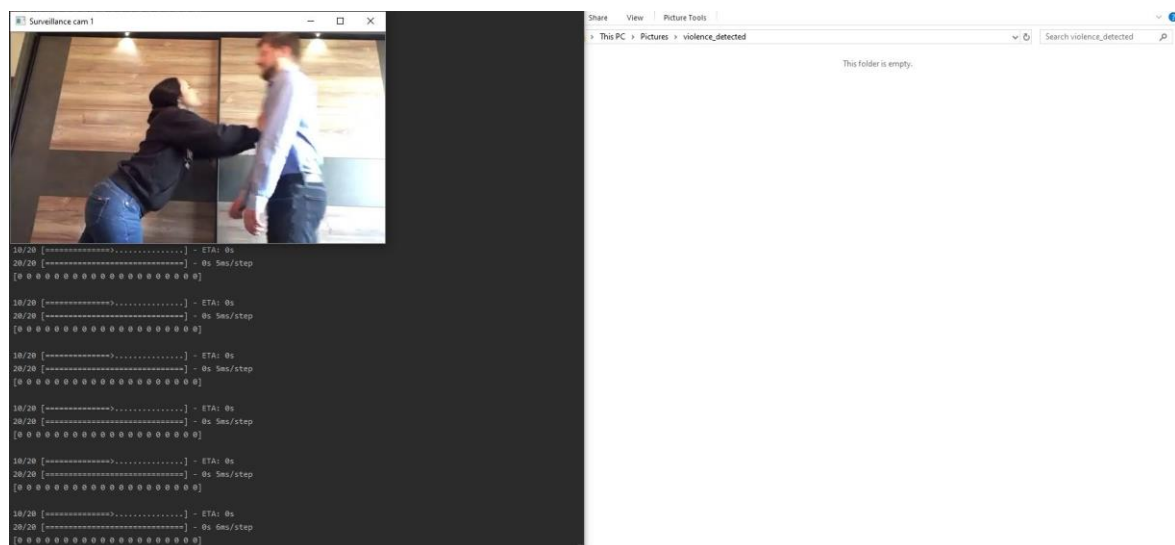 Surveillance cam 1
10/20 [==============>...............] - ETA: 0s
20/20 [==============================] - 0s 5ms/step
[0 0 0 0 0 0 0 0 0 0 0 0 0 0 0 0 0 0 0 0]
10/20 [==============>...............] - ETA: 0s
20/20 [==============================] - 0s 5ms/step
[0 0 0 0 0 0 0 0 0 0 0 0 0 0 0 0 0 0 0 0]
10/20 [==============>...............] - ETA: 0s
20/20 [==============================] - 0s 5ms/step
[0 0 0 0 0 0 0 0 0 0 0 0 0 0 0 0 0 0 0 0]
10/20 [==============>...............] - ETA: 0s
20/20 [==============================] - 0s 5ms/step
[0 0 0 0 0 0 0 0 0 0 0 0 0 0 0 0 0 0 0 0]
10/20 [==============>...............] - ETA: 0s
20/20 [==============================] - 0s 5ms/step
[0 0 0 0 0 0 0 0 0 0 0 0 0 0 0 0 0 0 0 0]
10/20 [==============>...............] - ETA: 0s
20/20 [==============================] - 0s 6ms/step
[0 0 0 0 0 0 0 0 0 0 0 0 0 0 0 0 0 0 0 0]
Share View Picture Tools
> This PC > Pictures > violence_detected
Search violence_detected
This folder is empty.